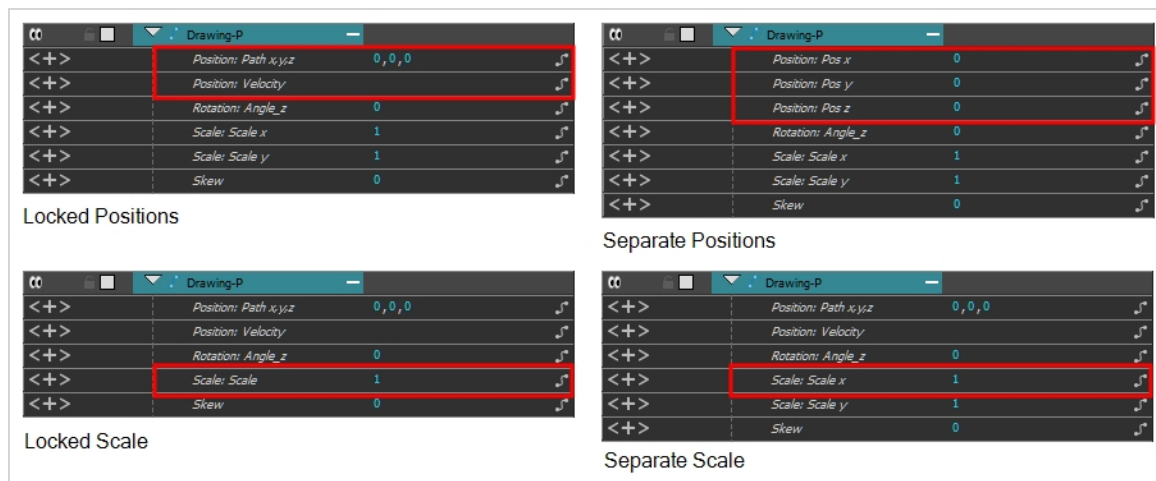 Drawing-P
Position: Path x,y,z 0,0,0
Position: Velocity
Rotation: Angle_z 0
Scale: Scale x 1
Scale: Scale y 1
Skew 0
Locked Positions
Drawing-P
Position: Pos x 0
Position: Pos y 0
Position: Pos z 0
Rotation: Angle_z 0
Scale: Scale x 1
Scale: Scale y 1
Skew 0
Separate Positions
Drawing-P
Position: Path x,y,z 0,0,0
Position: Velocity
Rotation: Angle_z 0
Scale: Scale 1
Skew 0
Locked Scale
Drawing-P
Position: Path x,y,z 0,0,0
Position: Velocity
Rotation: Angle_z 0
Scale: Scale x 1
Scale: Scale y 1
Skew 0
Separate Scale